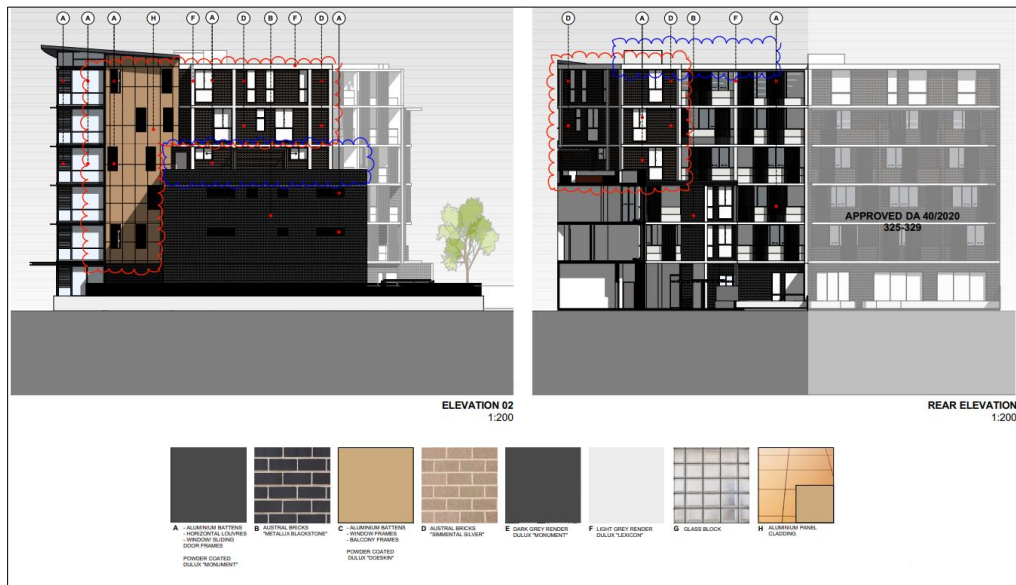 A A A H F A D B F D A
D A D B F A
APPROVED DA 40/2020
325-329
ELEVATION 02
1:200
REAR ELEVATION
1:200
A - ALUMINIUM BATTENS
- HORIZONTAL LOUVRES
- WINDOW/ SLIDING
DOOR FRAMES
POWDER COATED
DULUX "MONUMENT"
B AUSTRAL BRICKS
"METALLIX BLACKSTONE"
C - ALUMINIUM BATTENS
- WINDOW FRAMES
- BALCONY FRAMES
POWDER COATED
DULUX "DOESKIN"
D AUSTRAL BRICKS
"SIMMENTAL SILVER"
E DARK GREY RENDER
DULUX "MONUMENT"
F LIGHT GREY RENDER
DULUX "LEXICON"
G GLASS BLOCK
H ALUMINIUM PANEL
CLADDING